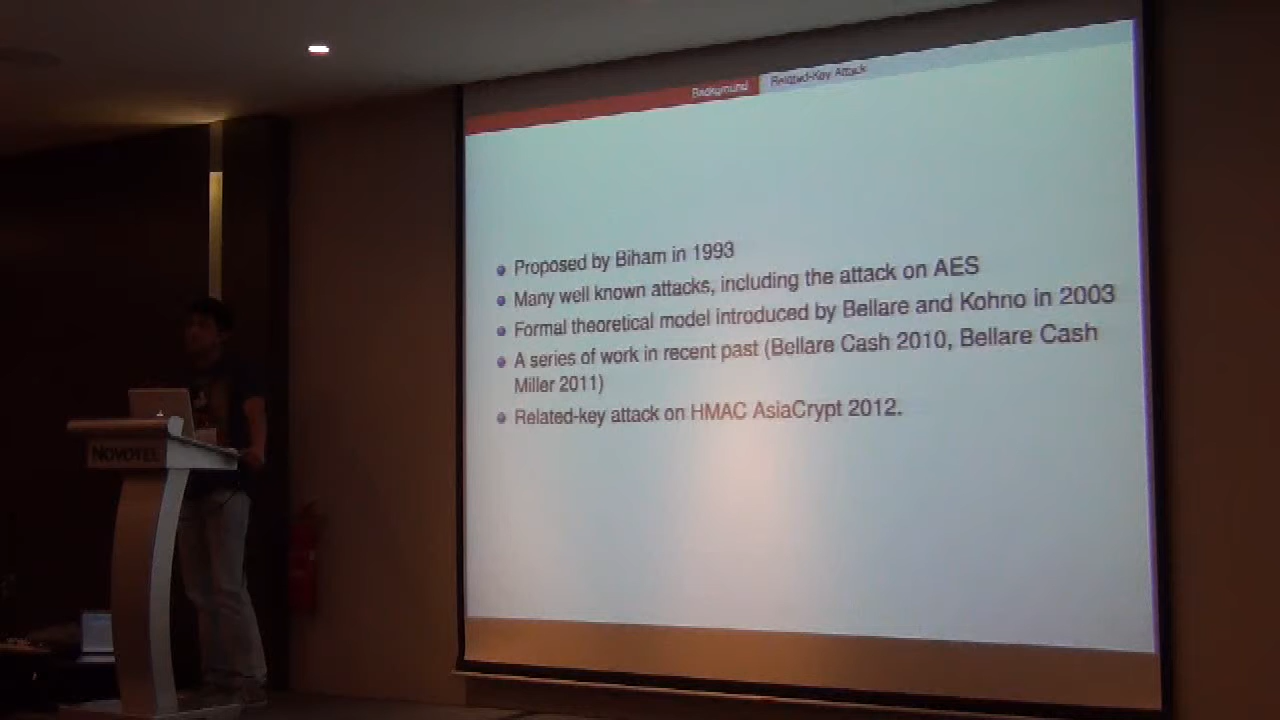 Background Related-Key Attack
Proposed by Biham in 1993
Many well known attacks, including the attack on AES
Formal theoretical model introduced by Bellare and Kohno in 2003
A series of work in recent past (Bellare Cash 2010, Bellare Cash
Miller 2011)
Related-key attack on HMAC AsiaCrypt 2012.
NOVOTEL